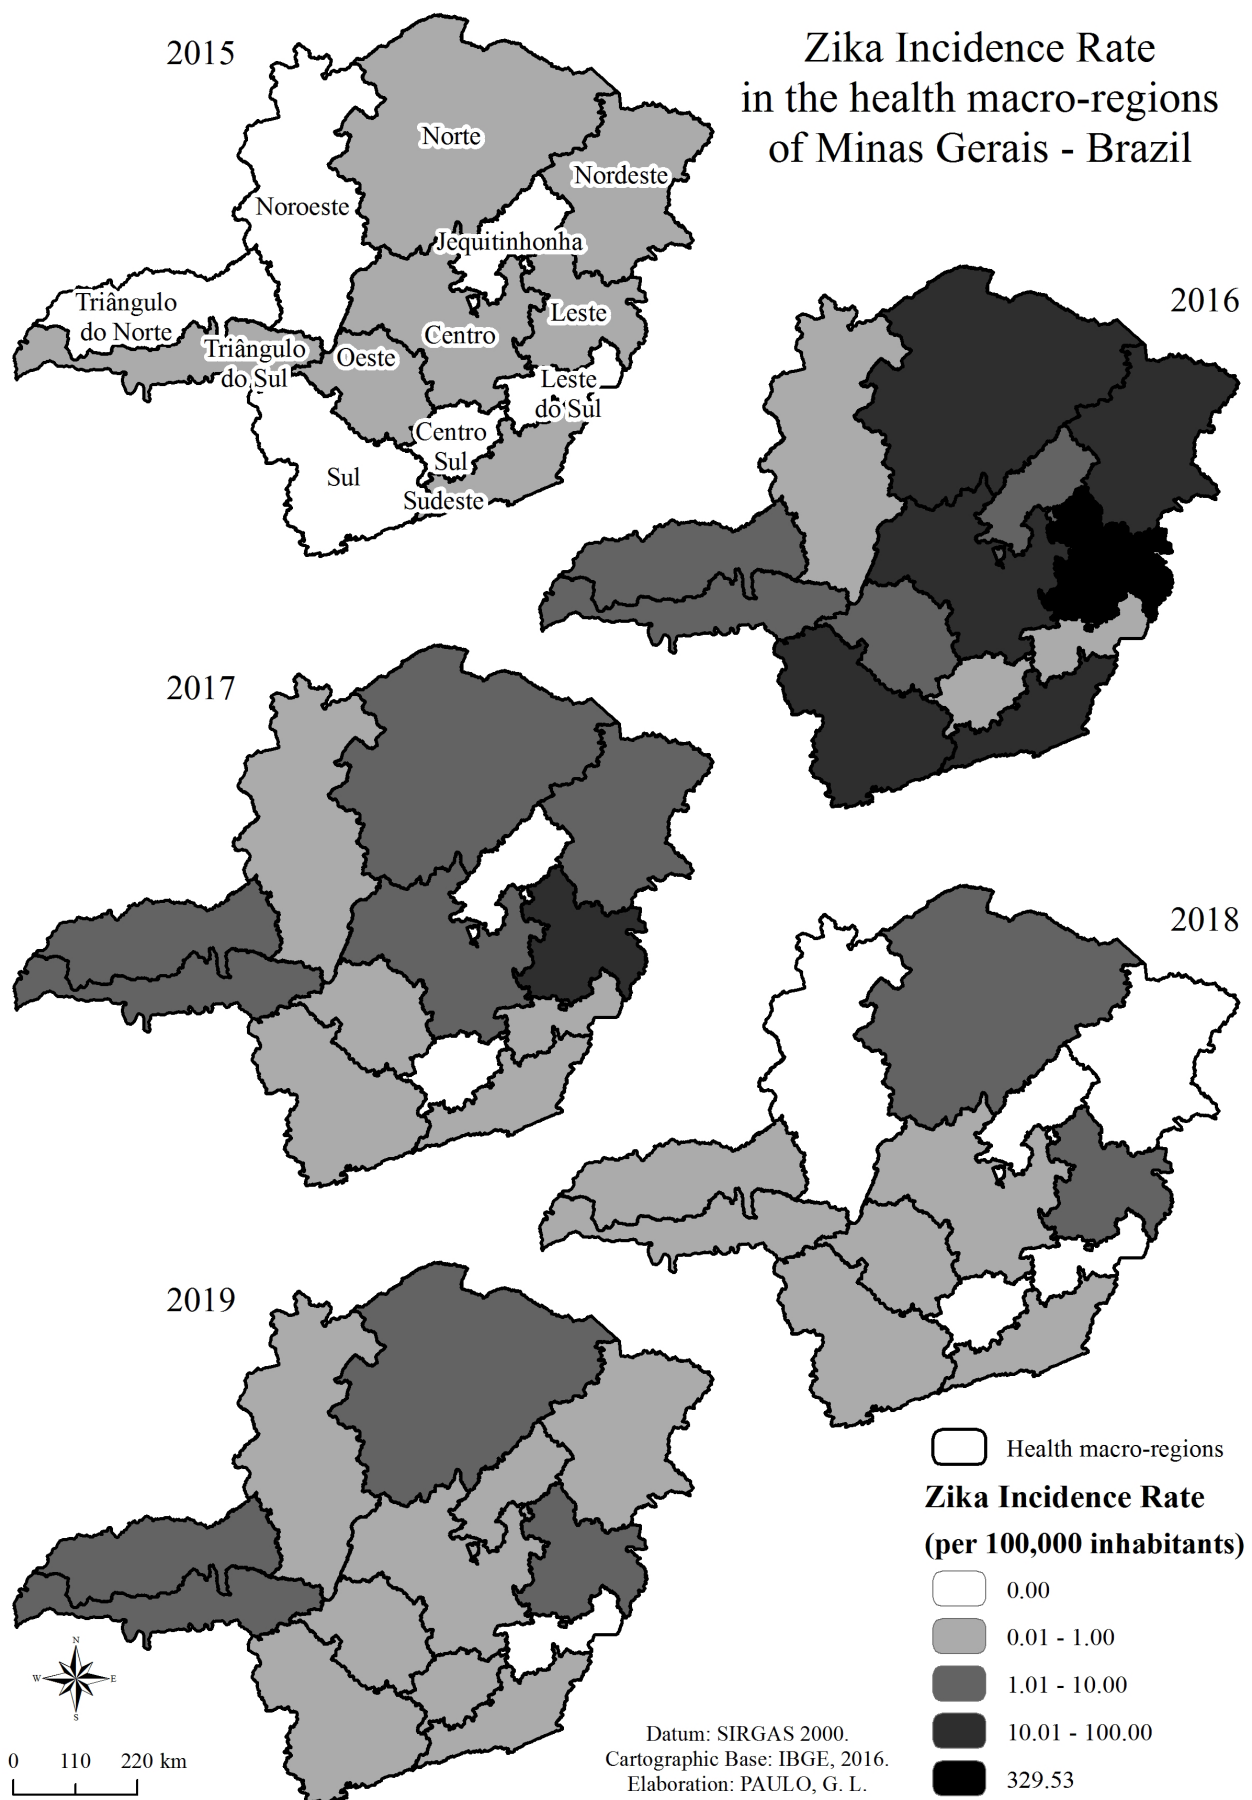 Zika Incidence Rate
in the health macro-regions
of Minas Gerais - Brazil
2015
Norte
Nordeste
Noroeste
Jequitinhonha
Triângulo
do Norte
Leste
Centro
Triângulo
do Sul
Oeste
Leste
do Sul
Centro
Sul
Sul
Sudeste
2016
2017
2018
2019
Health macro-regions
Zika Incidence Rate
(per 100,000 inhabitants)
0.00
0.01 - 1.00
1.01 - 10.00
10.01 - 100.00
329.53
N
W
E
S
0 110 220 km
Datum: SIRGAS 2000.
Cartographic Base: IBGE, 2016.
Elaboration: PAULO, G. L.